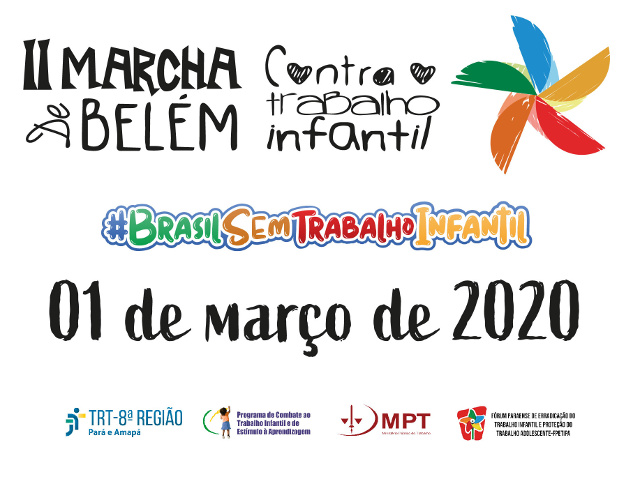 II MARCHA
DE BELÉM
Contra o
trabalho
infantil
#BRASILSEMTRABALHOINFANTIL
01 de março de 2020
TRT-8ª REGIÃO
Pará e Amapá
Programa de Combate ao
Trabalho Infantil e de
Estímulo à Aprendizagem
MPT
FÓRUM PARAENSE DE ERRADICAÇÃO DO
TRABALHO INFANTIL E PROTEÇÃO DO
TRABALHO ADOLESCENTE-FPETIPA